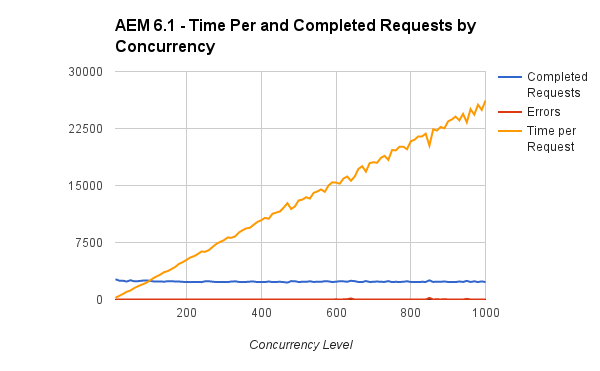 AEM 6.1 - Time Per and Completed Requests by
Concurrency
30000
22500
15000
7500
0
200
400
600
800
1000
Concurrency Level
Completed
Requests
Errors
Time per
Request